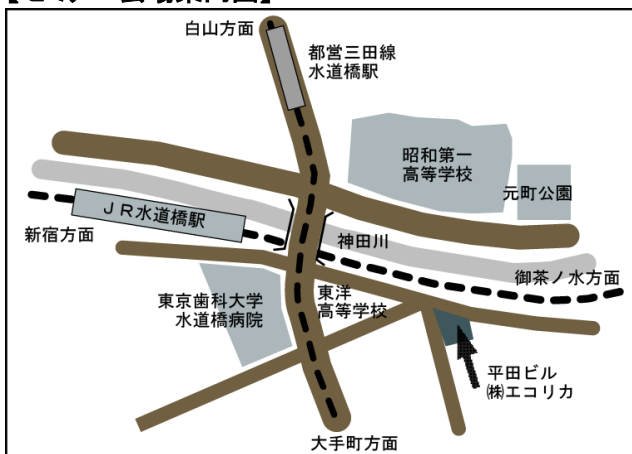 白山方面
都営三田線
水道橋駅
昭和第一
高等学校
元町公園
JR水道橋駅
新宿方面
神田川
御茶ノ水方面
東京歯科大学
水道橋病院
東洋
高等学校
平田ビル
㈱エコリカ
大手町方面